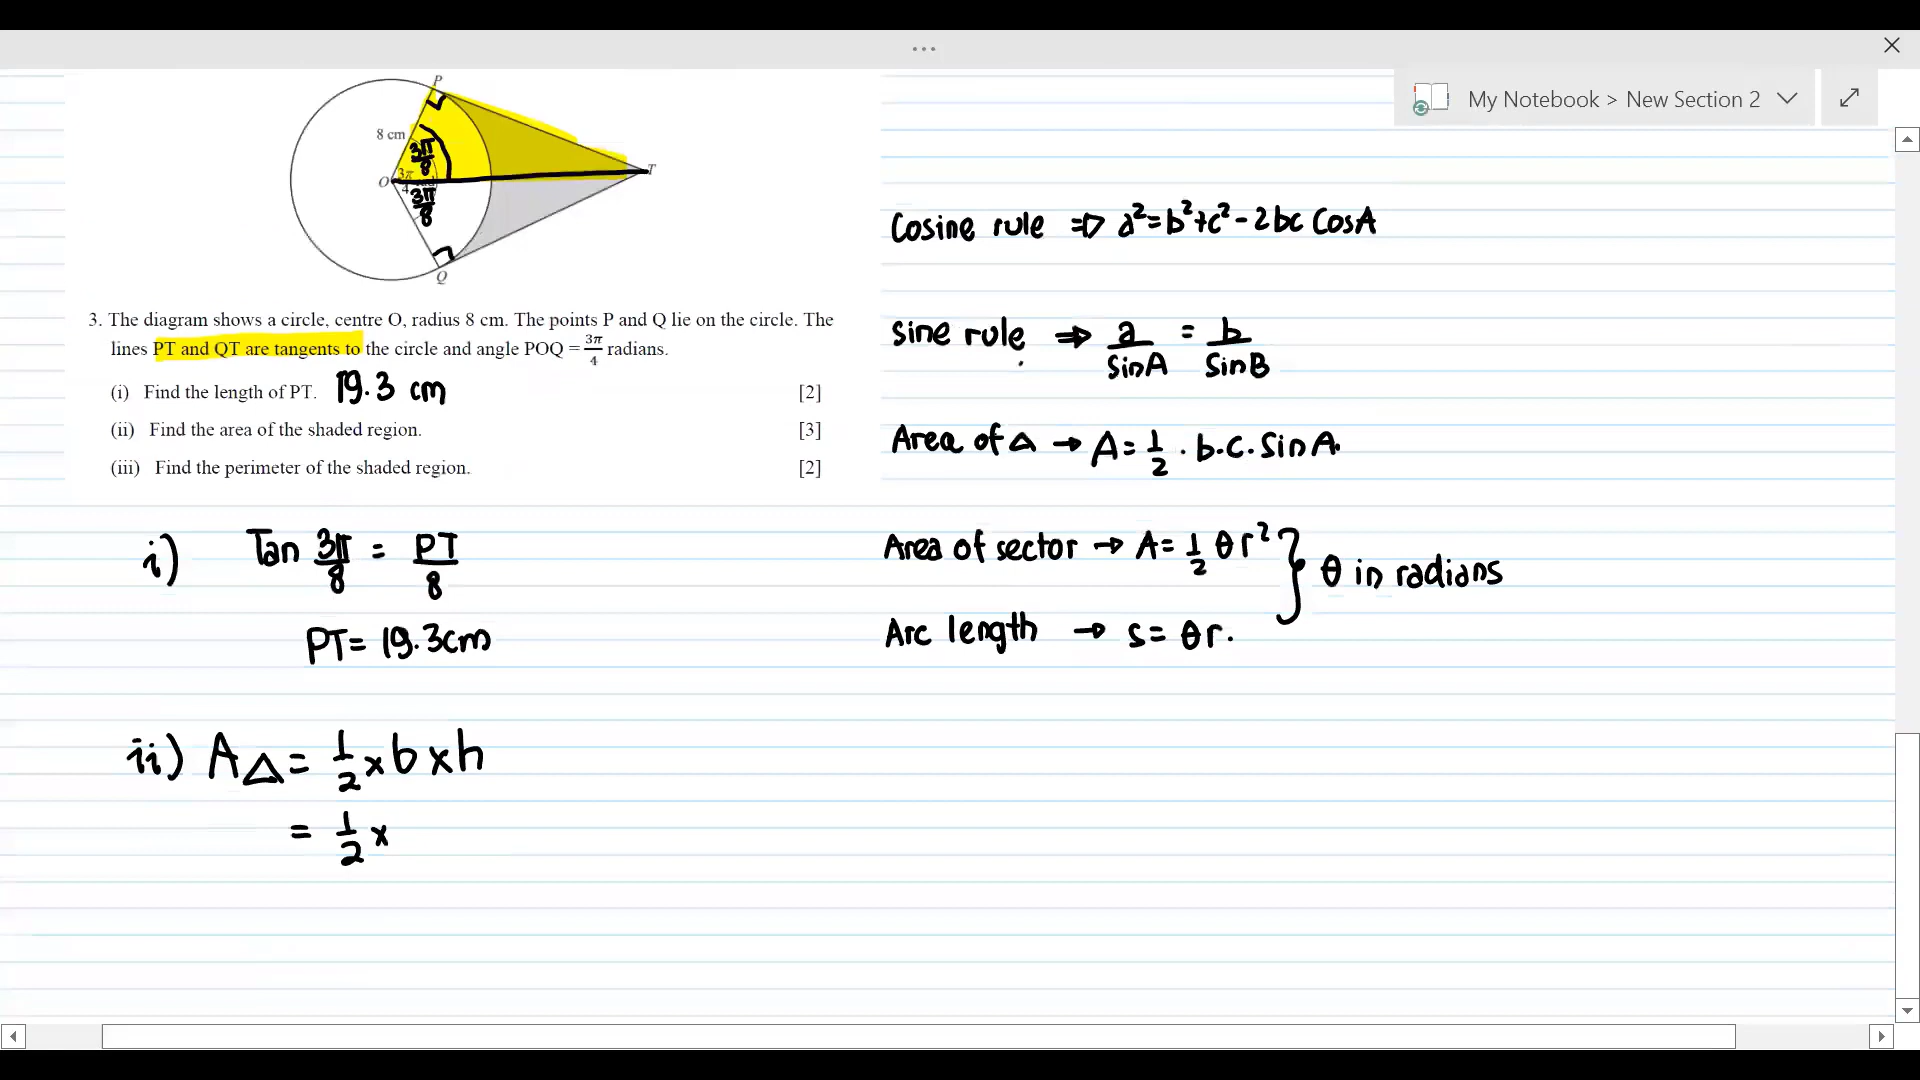 ...
My Notebook > New Section 2
P
8 cm
3π/8
O
3π/4 rad
3π/8
T
Q
3. The diagram shows a circle, centre O, radius 8 cm. The points P and Q lie on the circle. The
lines PT and QT are tangents to the circle and angle POQ = 3π/4 radians.
(i) Find the length of PT. 19.3 cm [2]
(ii) Find the area of the shaded region. [3]
(iii) Find the perimeter of the shaded region. [2]
i) Tan 3π/8 = PT/8
PT = 19.3cm
ii) A△ = 1/2 x b x h
= 1/2 x
Cosine rule ⇒ a² = b² + c² - 2bc CosA
Sine rule ⇒ a/SinA = b/SinB
Area of △ → A = 1/2 . b.c. Sin A.
Area of sector → A = 1/2 θ r² } θ in radians
Arc length → s = θr.